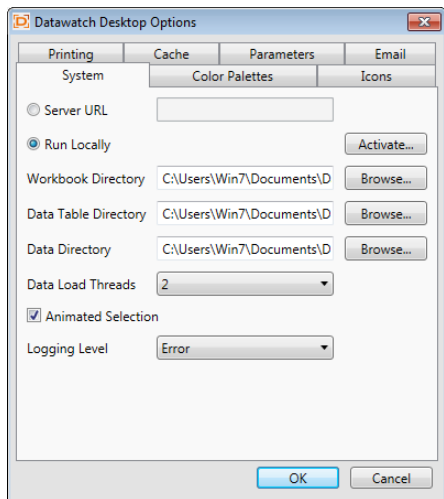 Datawatch Desktop Options
Printing Cache Parameters Email
System Color Palettes Icons
Server URL
Run Locally Activate...
Workbook Directory C:\Users\Win7\Documents\D Browse...
Data Table Directory C:\Users\Win7\Documents\D Browse...
Data Directory C:\Users\Win7\Documents\D Browse...
Data Load Threads 2
Animated Selection
Logging Level Error
OK Cancel